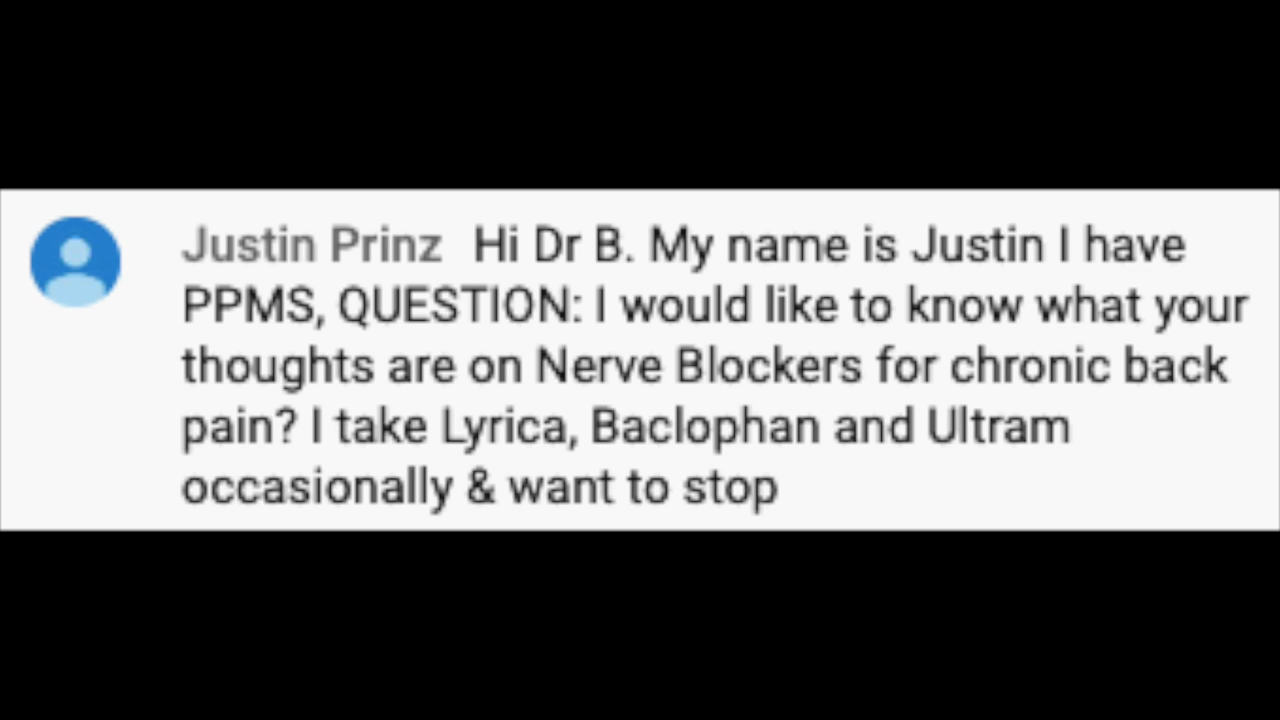 Justin Prinz Hi Dr B. My name is Justin I have
PPMS, QUESTION: I would like to know what your
thoughts are on Nerve Blockers for chronic back
pain? I take Lyrica, Baclophan and Ultram
occasionally & want to stop